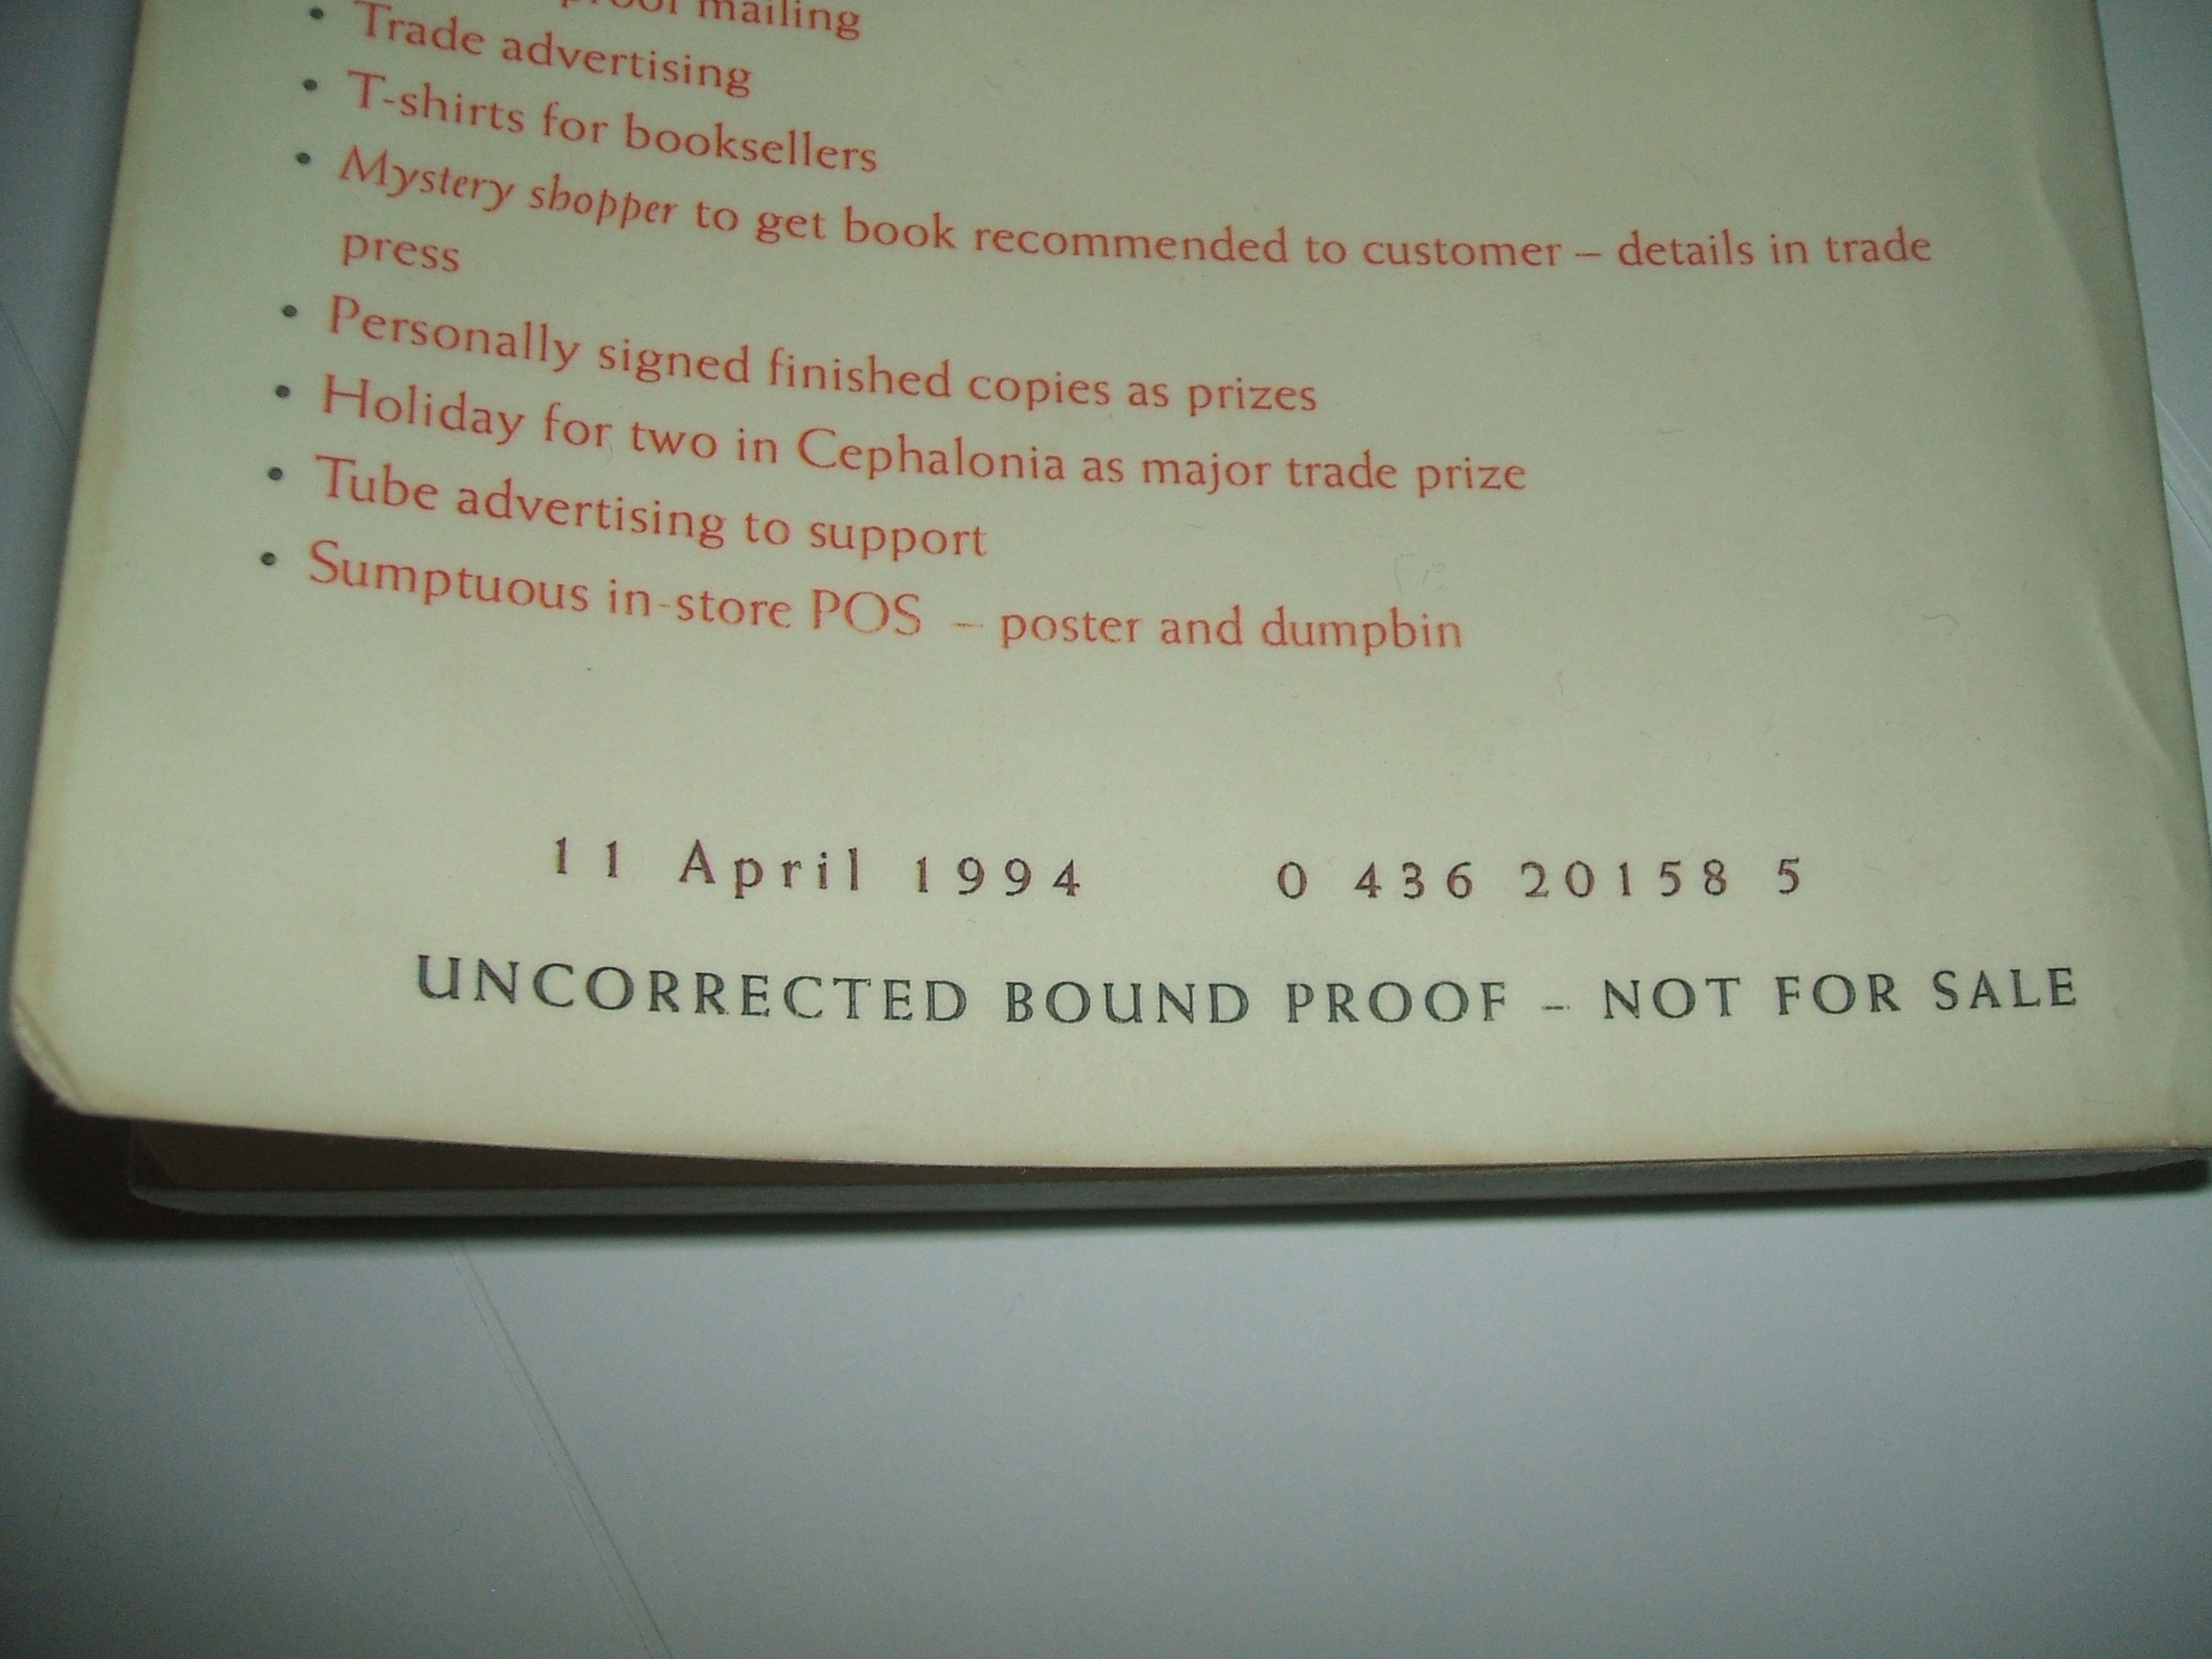 proof mailing
• Trade advertising
• T-shirts for booksellers
• Mystery shopper to get book recommended to customer – details in trade
press
• Personally signed finished copies as prizes
• Holiday for two in Cephalonia as major trade prize
• Tube advertising to support
• Sumptuous in-store POS – poster and dumpbin
11 April 1994 0 436 20158 5
UNCORRECTED BOUND PROOF – NOT FOR SALE